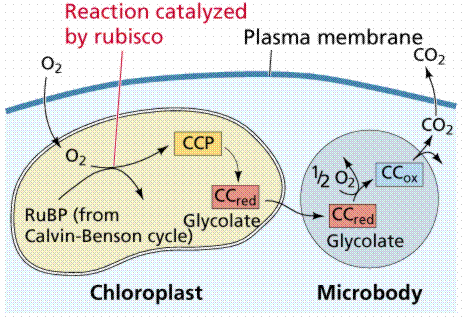 Reaction catalyzed
by rubisco
Plasma membrane
O2
CO2
CO2
O2
CCP
1/2 O2
CCox
CCred
CCred
RuBP (from
Calvin-Benson cycle)
Glycolate
Glycolate
Chloroplast
Microbody